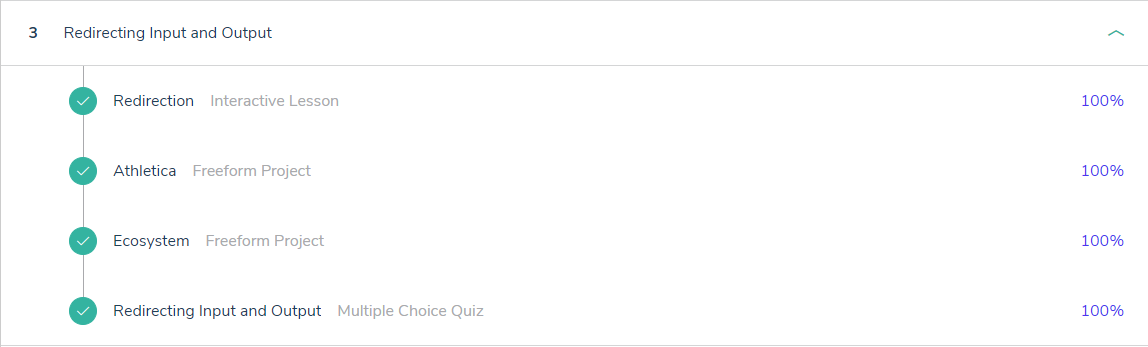 3 Redirecting Input and Output
Redirection Interactive Lesson 100%
Athletica Freeform Project 100%
Ecosystem Freeform Project 100%
Redirecting Input and Output Multiple Choice Quiz 100%